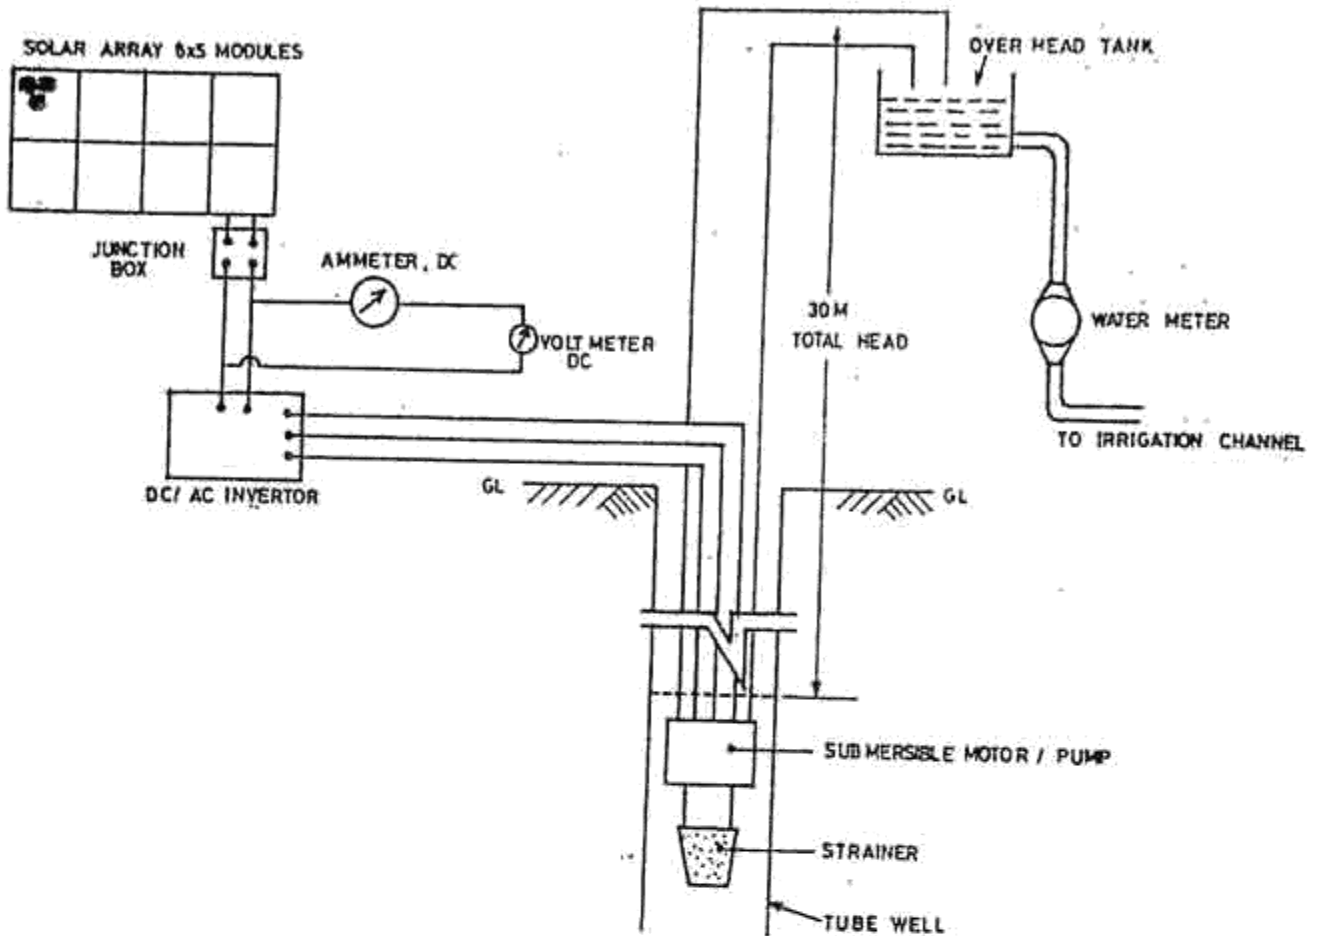 SOLAR ARRAY 6x5 MODULES
OVER HEAD TANK
JUNCTION
BOX
AMMETER, DC
VOLT METER
DC
30M
TOTAL HEAD
WATER METER
TO IRRIGATION CHANNEL
DC/ AC INVERTOR
GL
GL
SUBMERSIBLE MOTOR / PUMP
STRAINER
TUBE WELL